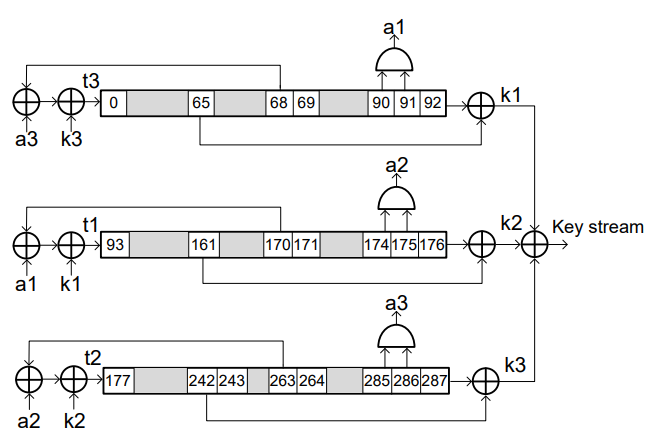 a1
t3
0 65 68 69 90 91 92
k1
a3 k3
a2
t1
93 161 170 171 174 175 176
k2 Key stream
a1 k1
a3
t2
177 242 243 263 264 285 286 287
k3
a2 k2